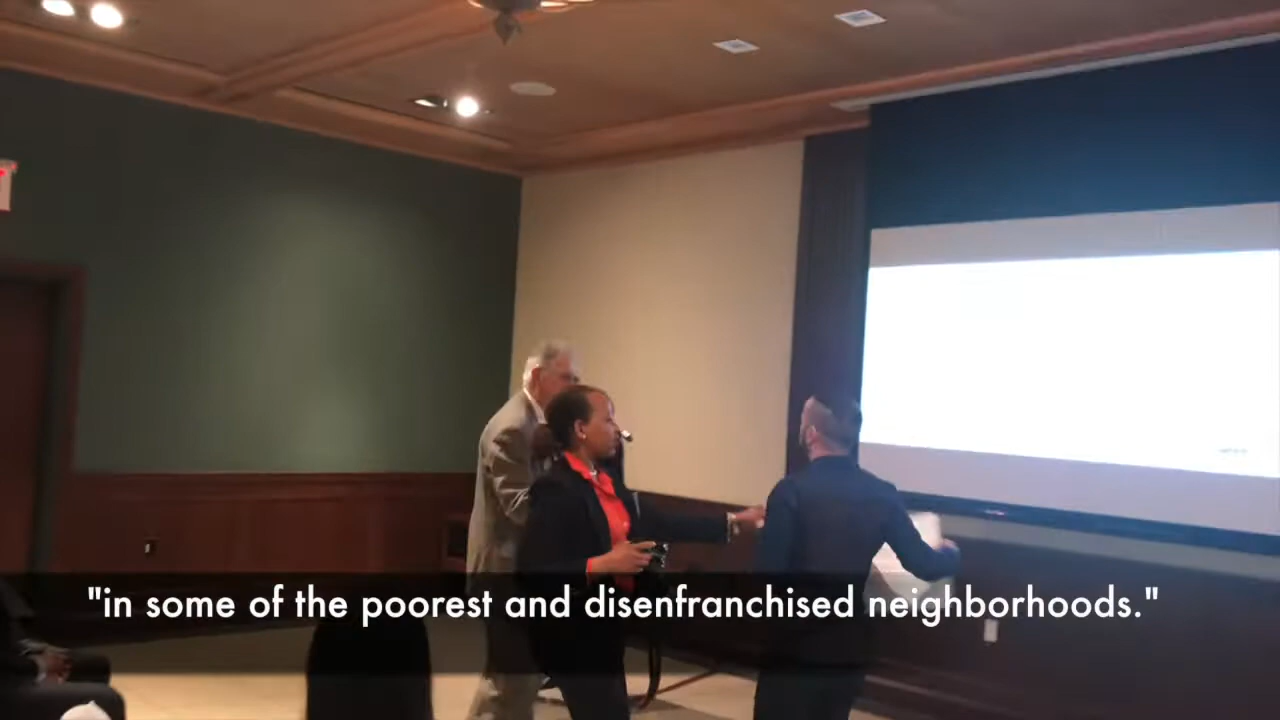 "in some of the poorest and disenfranchised neighborhoods."